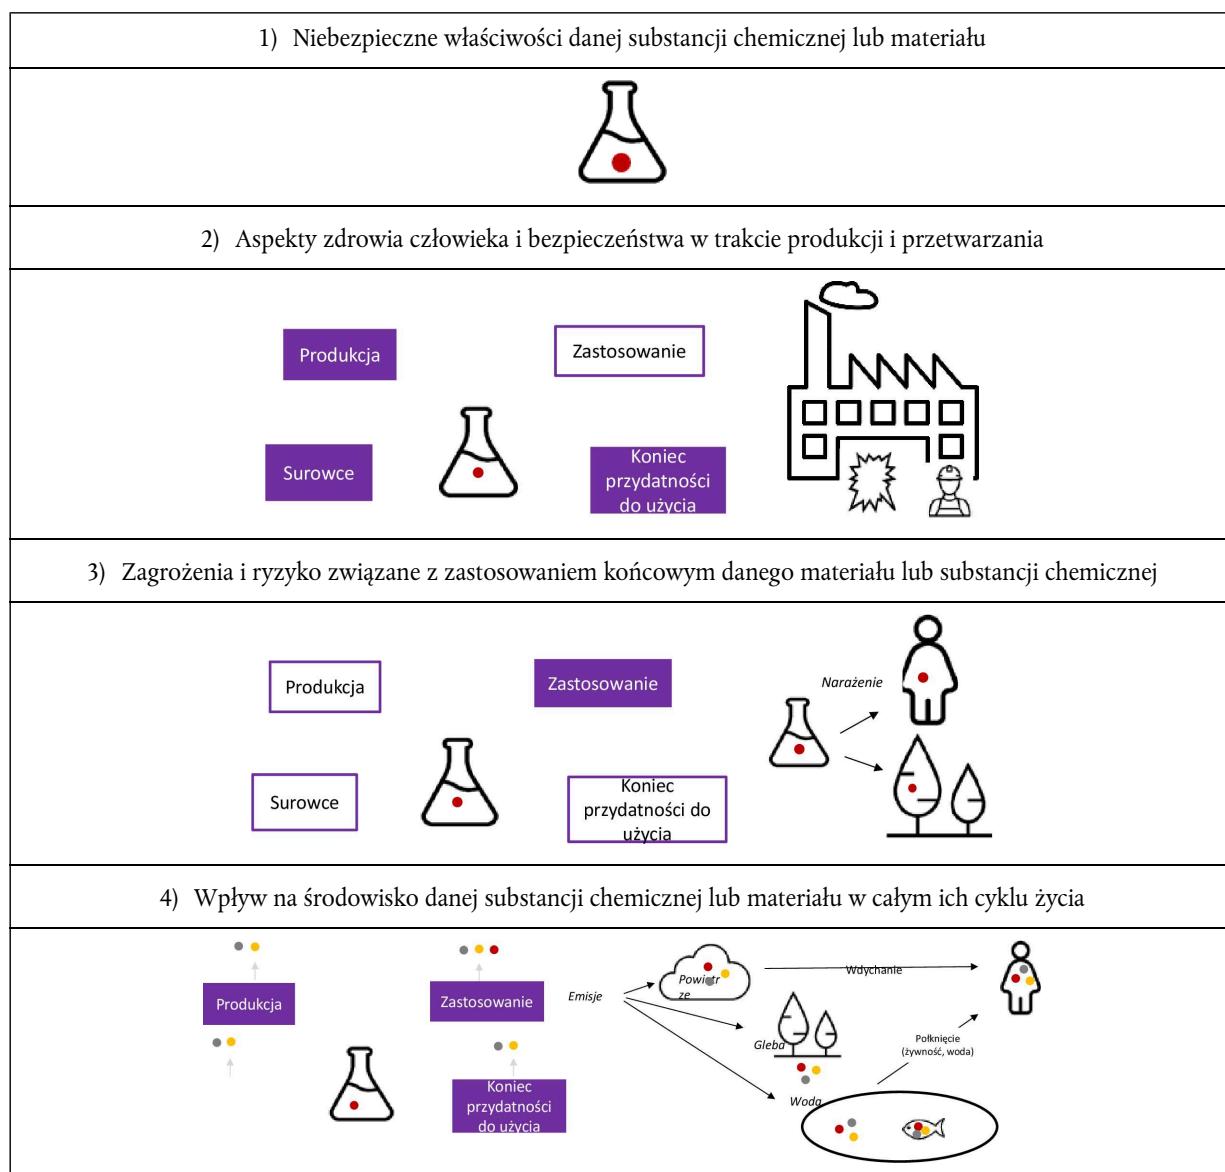 1) Niebezpieczne właściwości danej substancji chemicznej lub materiału
2) Aspekty zdrowia człowieka i bezpieczeństwa w trakcie produkcji i przetwarzania
Produkcja
Zastosowanie
Surowce
Koniec
przydatności
do użycia
3) Zagrożenia i ryzyko związane z zastosowaniem końcowym danego materiału lub substancji chemicznej
Produkcja
Zastosowanie
Narażenie
Surowce
Koniec
przydatności do
użycia
4) Wpływ na środowisko danej substancji chemicznej lub materiału w całym ich cyklu życia
Produkcja
Zastosowanie
Emisje
Powietr
ze
Wdychanie
Gleba
Połknięcie
(żywność, woda)
Woda
Koniec
przydatności
do użycia